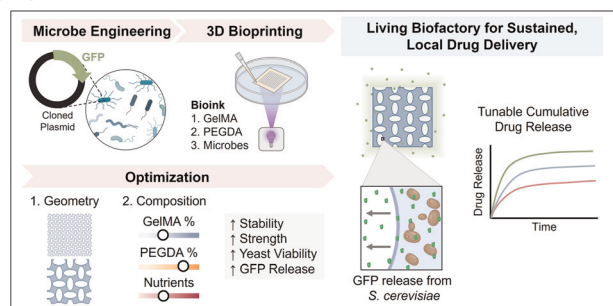 Microbe Engineering
3D Bioprinting
Living Biofactory for Sustained,
Local Drug Delivery
GFP
Cloned
Plasmid
Bioink
1. GelMA
2. PEGDA
3. Microbes
Optimization
1. Geometry
2. Composition
GelMA %
PEGDA %
Nutrients
↑ Stability
↑ Strength
↑ Yeast Viability
↑ GFP Release
GFP release from
S. cerevisiae
Tunable Cumulative
Drug Release
Drug Release
Time